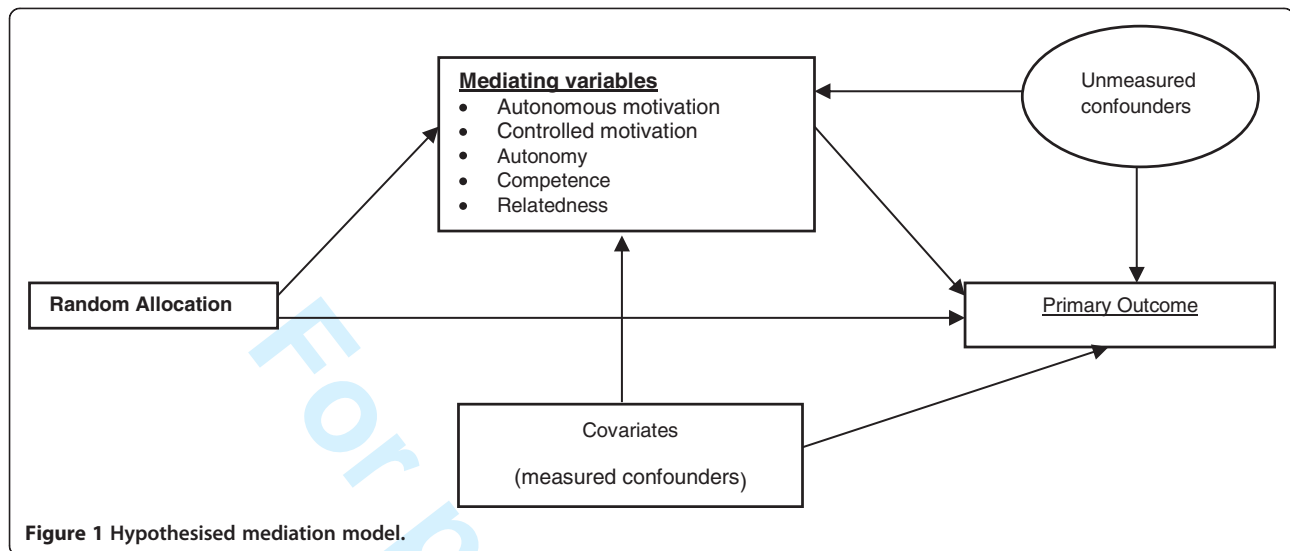 Mediating variables
• Autonomous motivation
• Controlled motivation
• Autonomy
• Competence
• Relatedness
Unmeasured
confounders
Random Allocation
Primary Outcome
Covariates
(measured confounders)
For
Figure 1 Hypothesised mediation model.